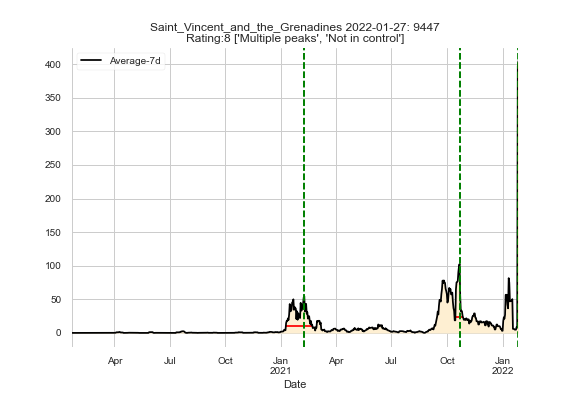 Saint_Vincent_and_the_Grenadines 2022-01-27: 9447
Rating:8 ['Multiple peaks', 'Not in control']
Average-7d
400
350
300
250
200
150
100
50
0
Apr Jul Oct Jan Apr Jul Oct Jan
2021 2022
Date